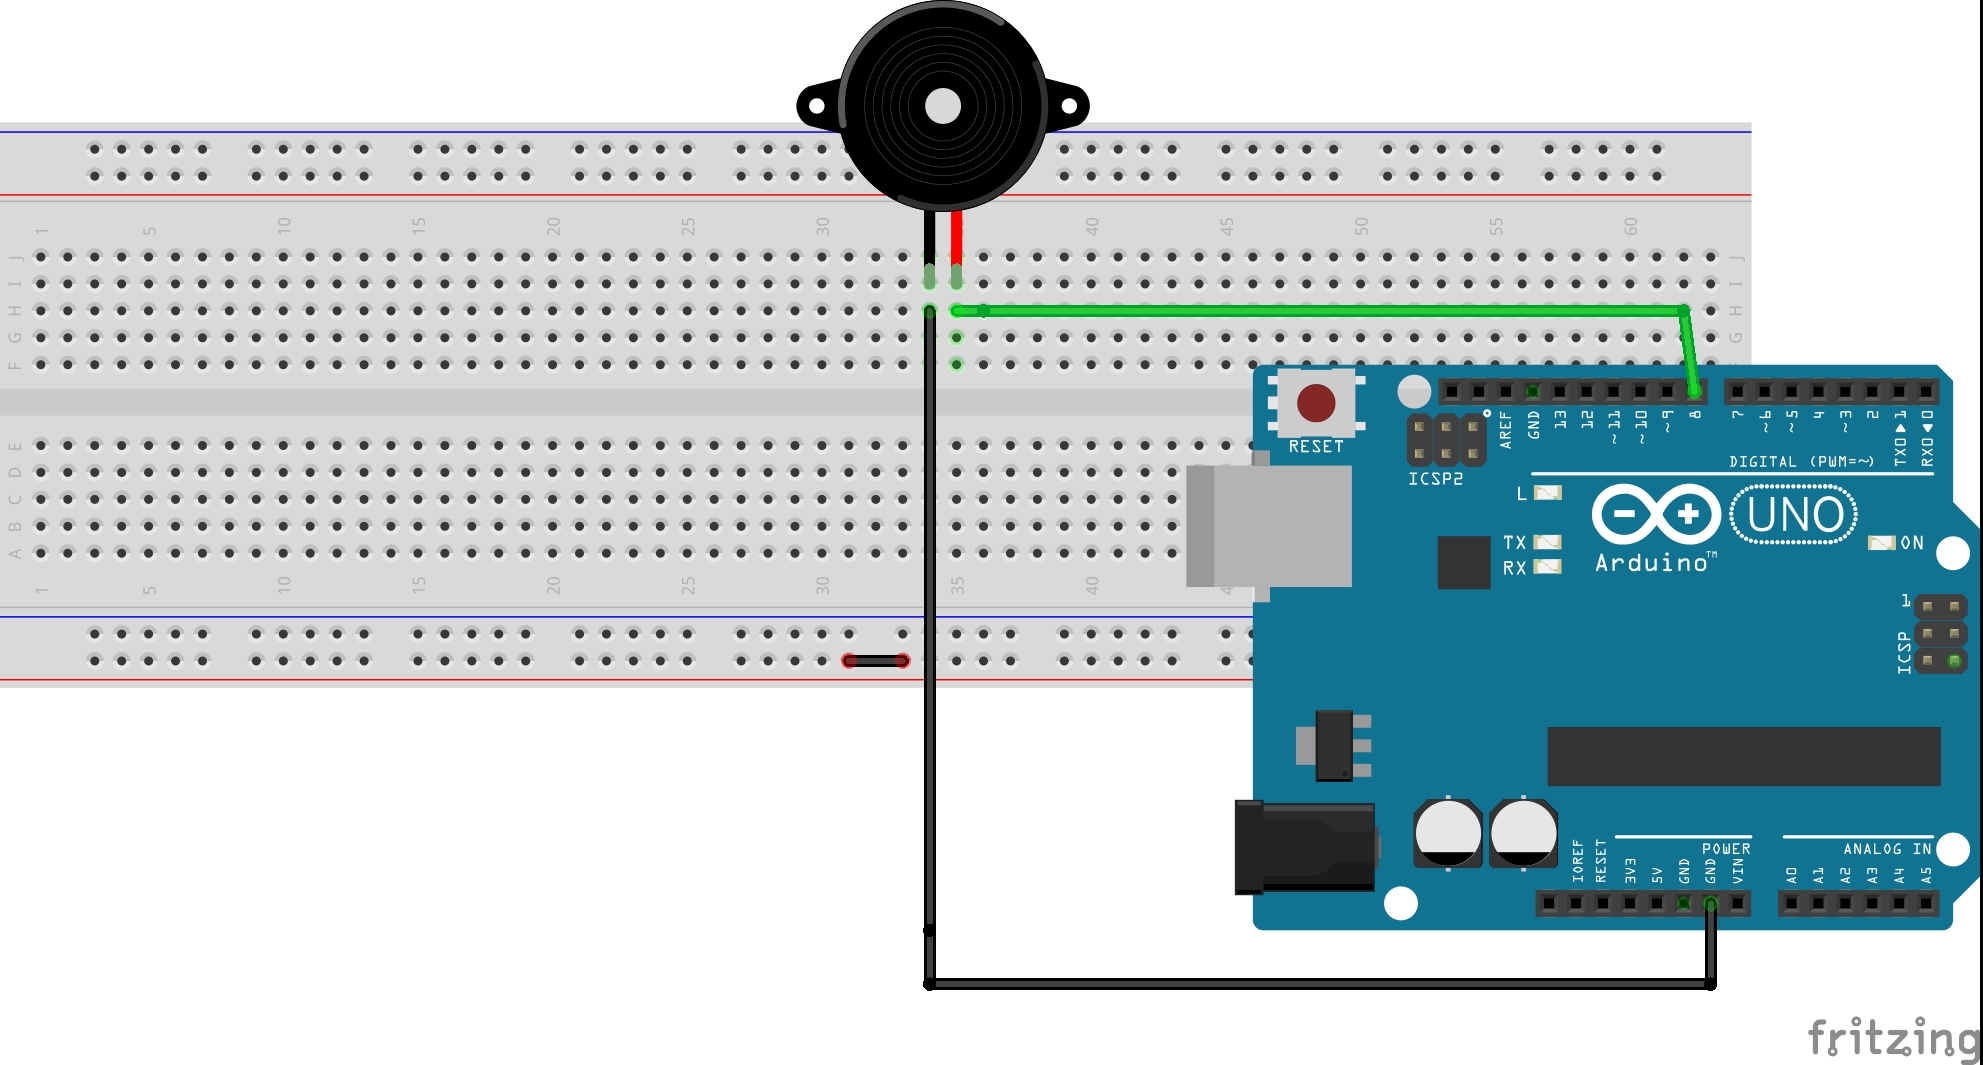 1 5 10 15 20 25 30 40 45 50 55 60
J J
I I
H H
G G
F
E
D
C
B
A
1 5 10 15 20 25 30 35 40
RESET
AREF GND 13 12 ~11 ~10 ~9 8 7 ~6 ~5 4 ~3 2 TX0▶1 RX0◀0
ICSP2
DIGITAL (PWM=~)
L
TX
RX
UNO
Arduino™
ON
1
ICSP
IOREF RESET 3V3 5V GND GND VIN
POWER
ANALOG IN
A0 A1 A2 A3 A4 A5
fritzing